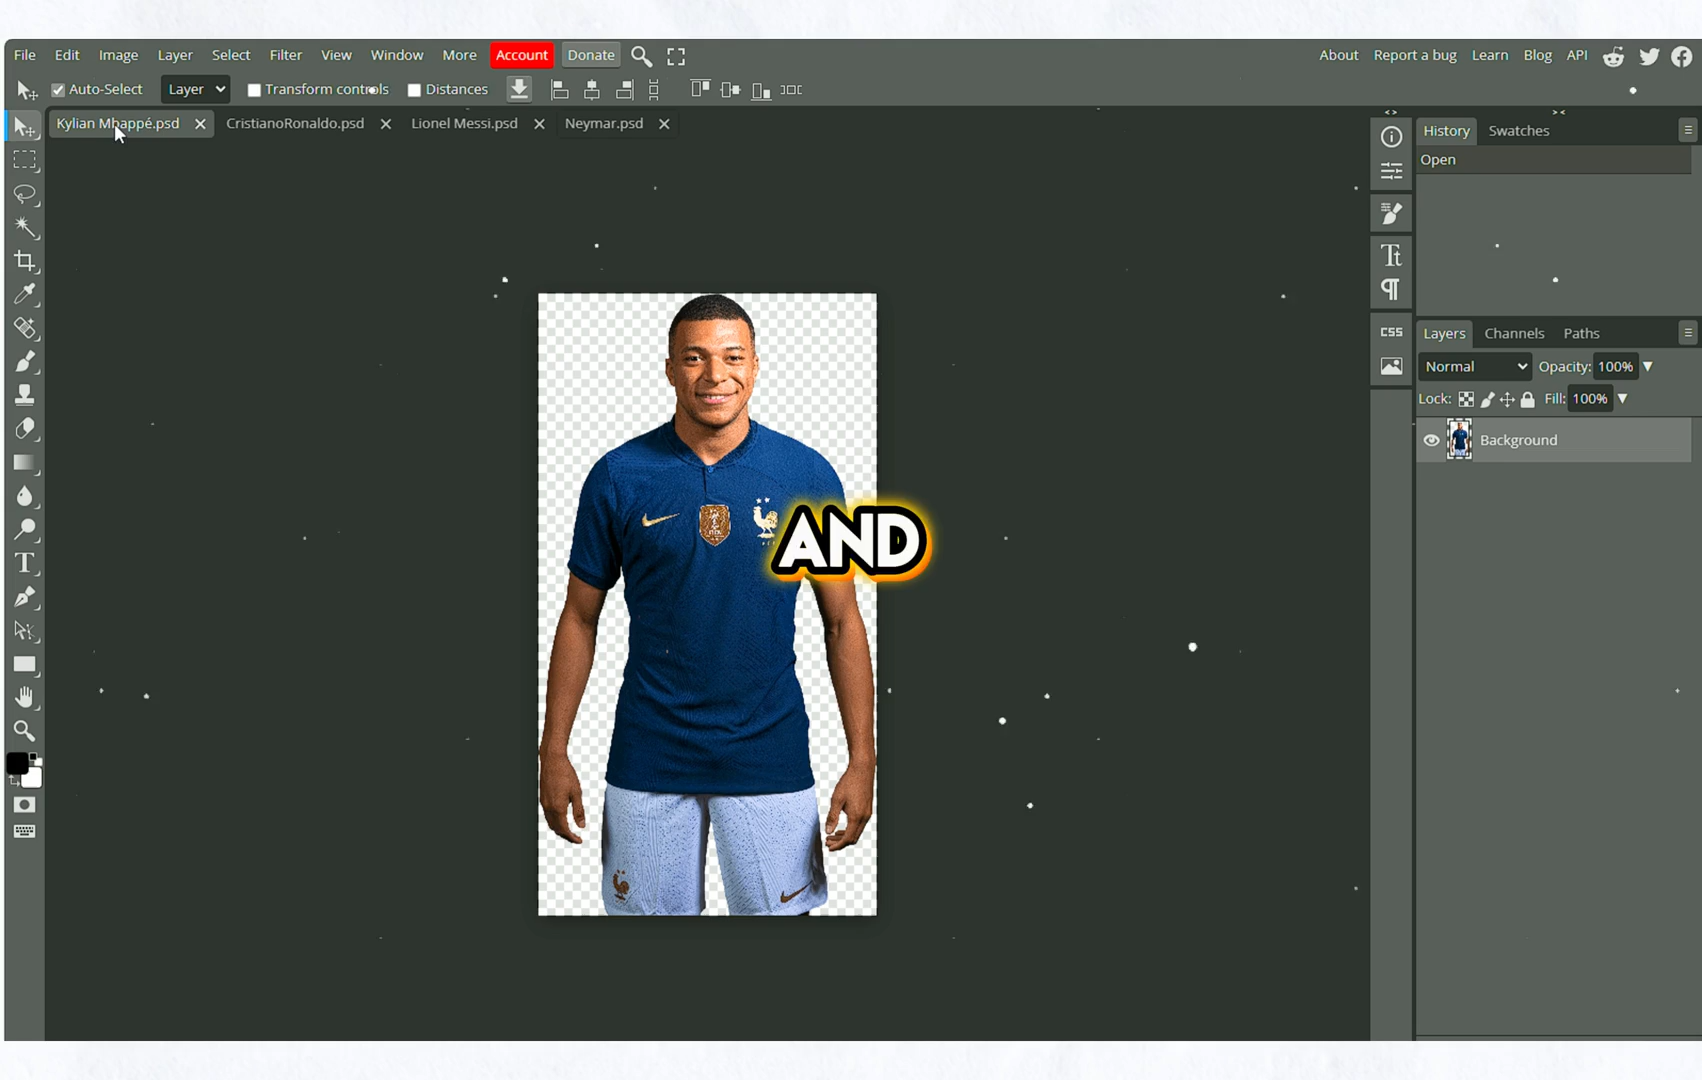 File Edit Image Layer Select Filter View Window More Account Donate About Report a bug Learn Blog API
Auto-Select Layer Transform controls Distances
Kylian Mbappé.psd CristianoRonaldo.psd Lionel Messi.psd Neymar.psd
History Swatches
Open
CSS
Layers Channels Paths
Normal Opacity: 100%
Lock: Fill: 100%
Background
AND